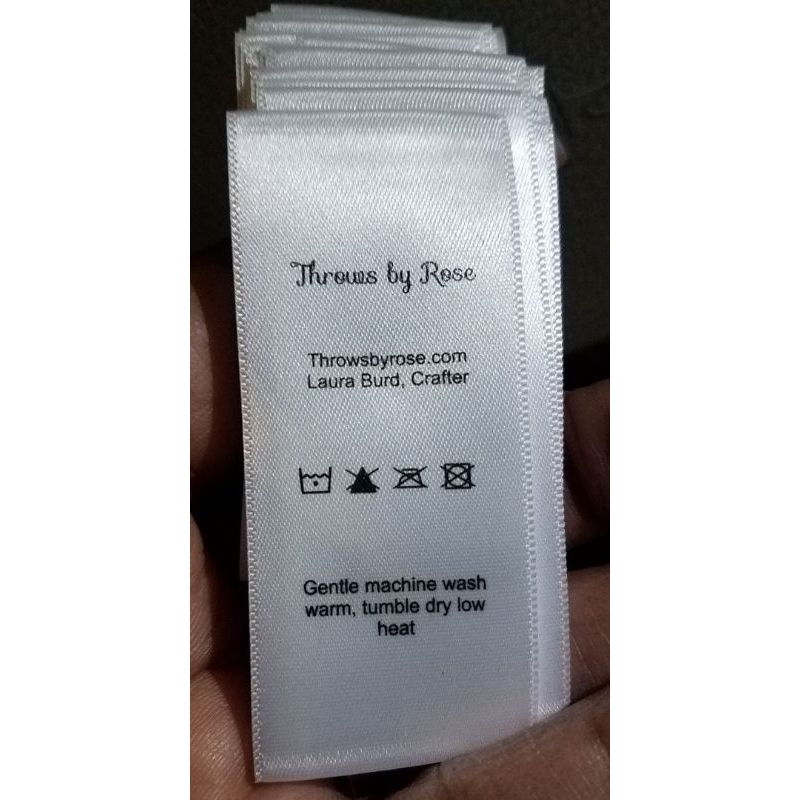 Throws by Rose
Throwsbyrose.com
Laura Burd, Crafter
Gentle machine wash
warm, tumble dry low
heat